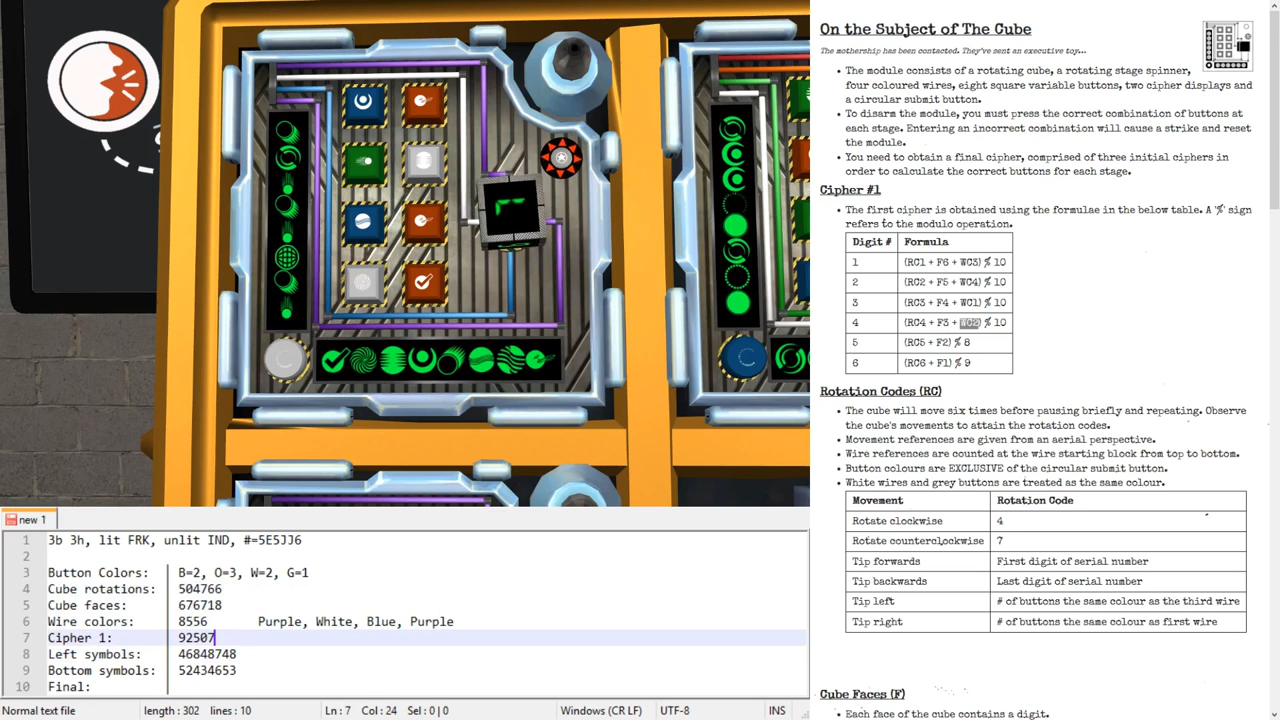 On the Subject of The Cube
The mothership has been contacted. They've sent an executive toy...
• The module consists of a rotating cube, a rotating stage spinner,
four coloured wires, eight square variable buttons, two cipher displays and
a circular submit button.
• To disarm the module, you must press the correct combination of buttons at
each stage. Entering an incorrect combination will cause a strike and reset
the module.
• You need to obtain a final cipher, comprised of three initial ciphers in
order to calculate the correct buttons for each stage.
Cipher #1
• The first cipher is obtained using the formulae in the below table. A '%' sign
refers to the modulo operation.
Digit # Formula
1 (RC1 + F6 + WC3) % 10
2 (RC2 + F5 + WC4) % 10
3 (RC3 + F4 + WC1) % 10
4 (RC4 + F3 + WC2) % 10
5 (RC5 + F2) % 8
6 (RC6 + F1) % 9
Rotation Codes (RC)
• The cube will move six times before pausing briefly and repeating. Observe
the cube's movements to attain the rotation codes.
• Movement references are given from an aerial perspective.
• Wire references are counted at the wire starting block from top to bottom.
• Button colours are EXCLUSIVE of the circular submit button.
• White wires and grey buttons are treated as the same colour.
Movement Rotation Code
Rotate clockwise 4
Rotate counterclockwise 7
Tip forwards First digit of serial number
Tip backwards Last digit of serial number
Tip left # of buttons the same colour as the third wire
Tip right # of buttons the same colour as first wire
Cube Faces (F)
• Each face of the cube contains a digit.
new 1
1 3b 3h, lit FRK, unlit IND, #=5E5JJ6
2
3 Button Colors: | B=2, O=3, W=2, G=1
4 Cube rotations: | 504766
5 Cube faces: | 676718
6 Wire colors: | 8556 Purple, White, Blue, Purple
7 Cipher 1: | 92507
8 Left symbols: | 46848748
9 Bottom symbols: | 52434653
10 Final: |
Normal text file length : 302 lines : 10 Ln : 7 Col : 24 Sel : 0 | 0 Windows (CR LF) UTF-8 INS